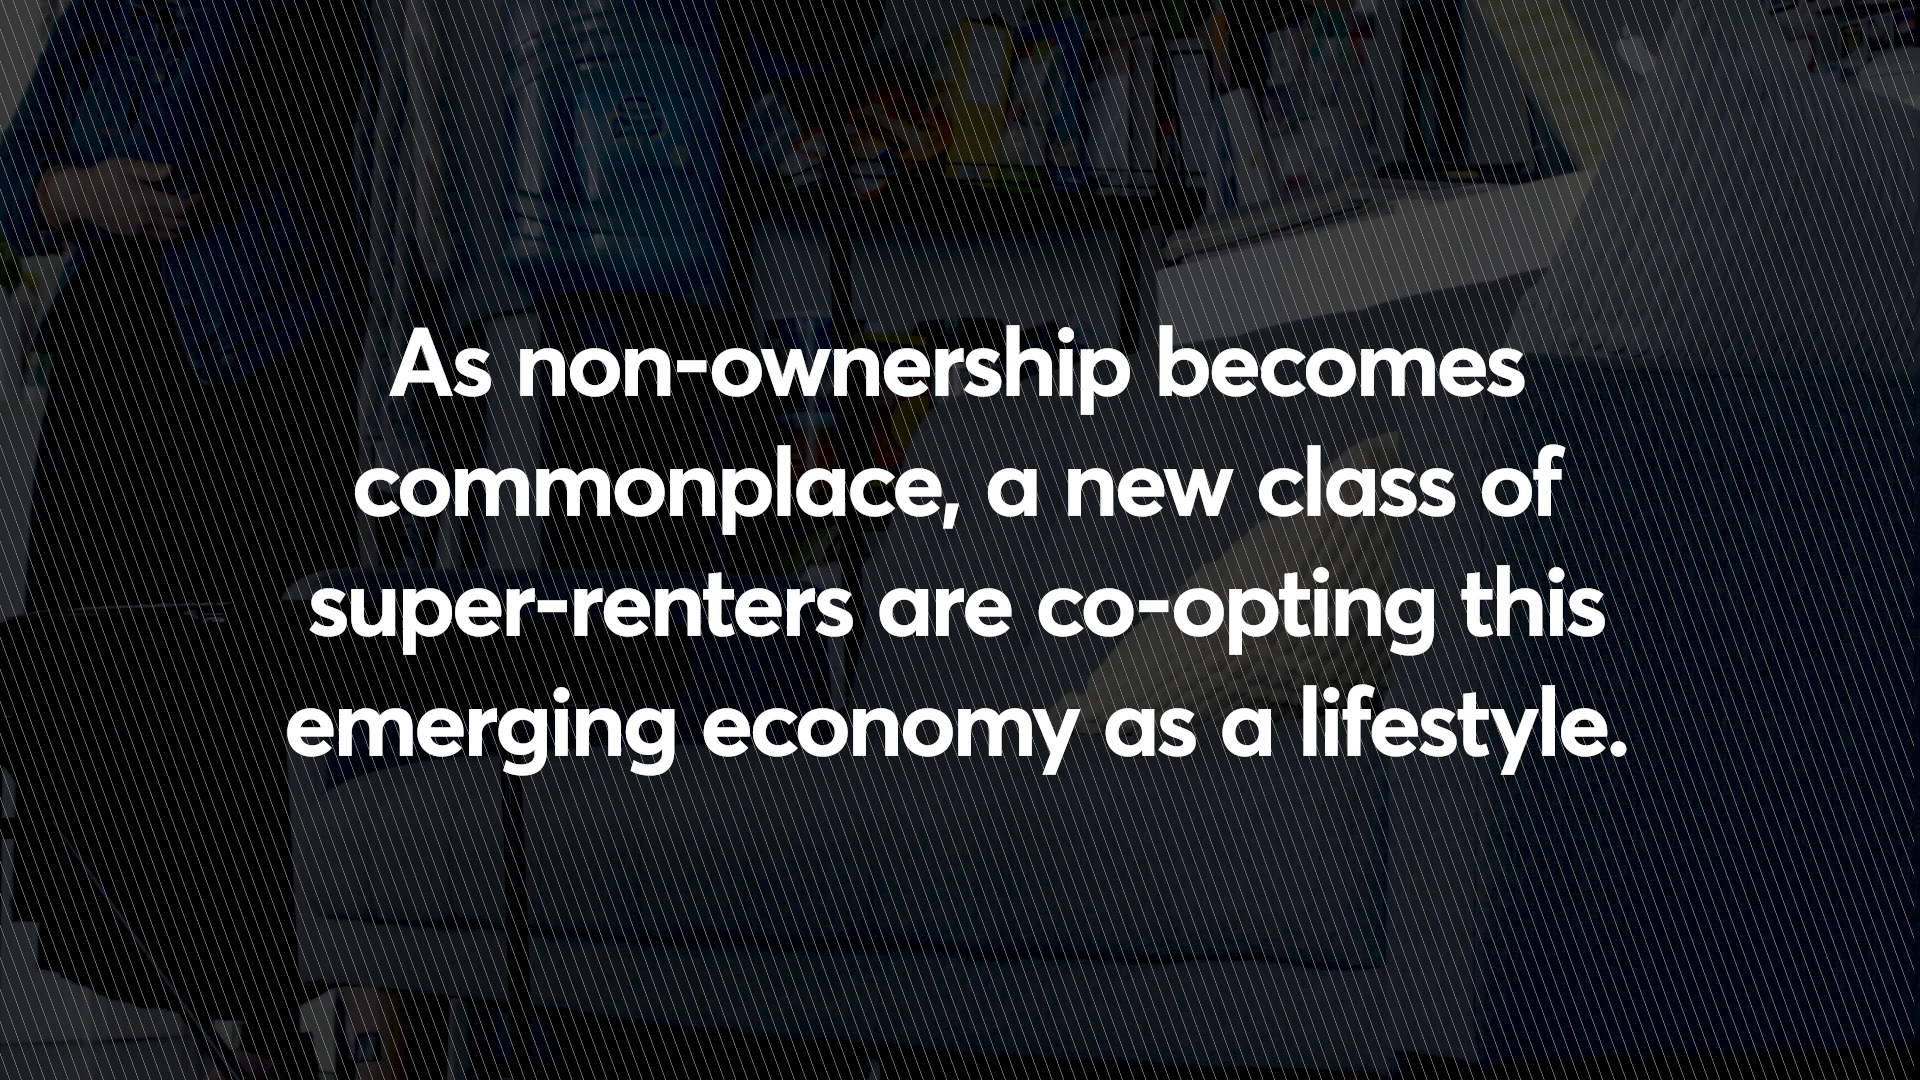 As non-ownership becomes
commonplace, a new class of
super-renters are co-opting this
emerging economy as a lifestyle.